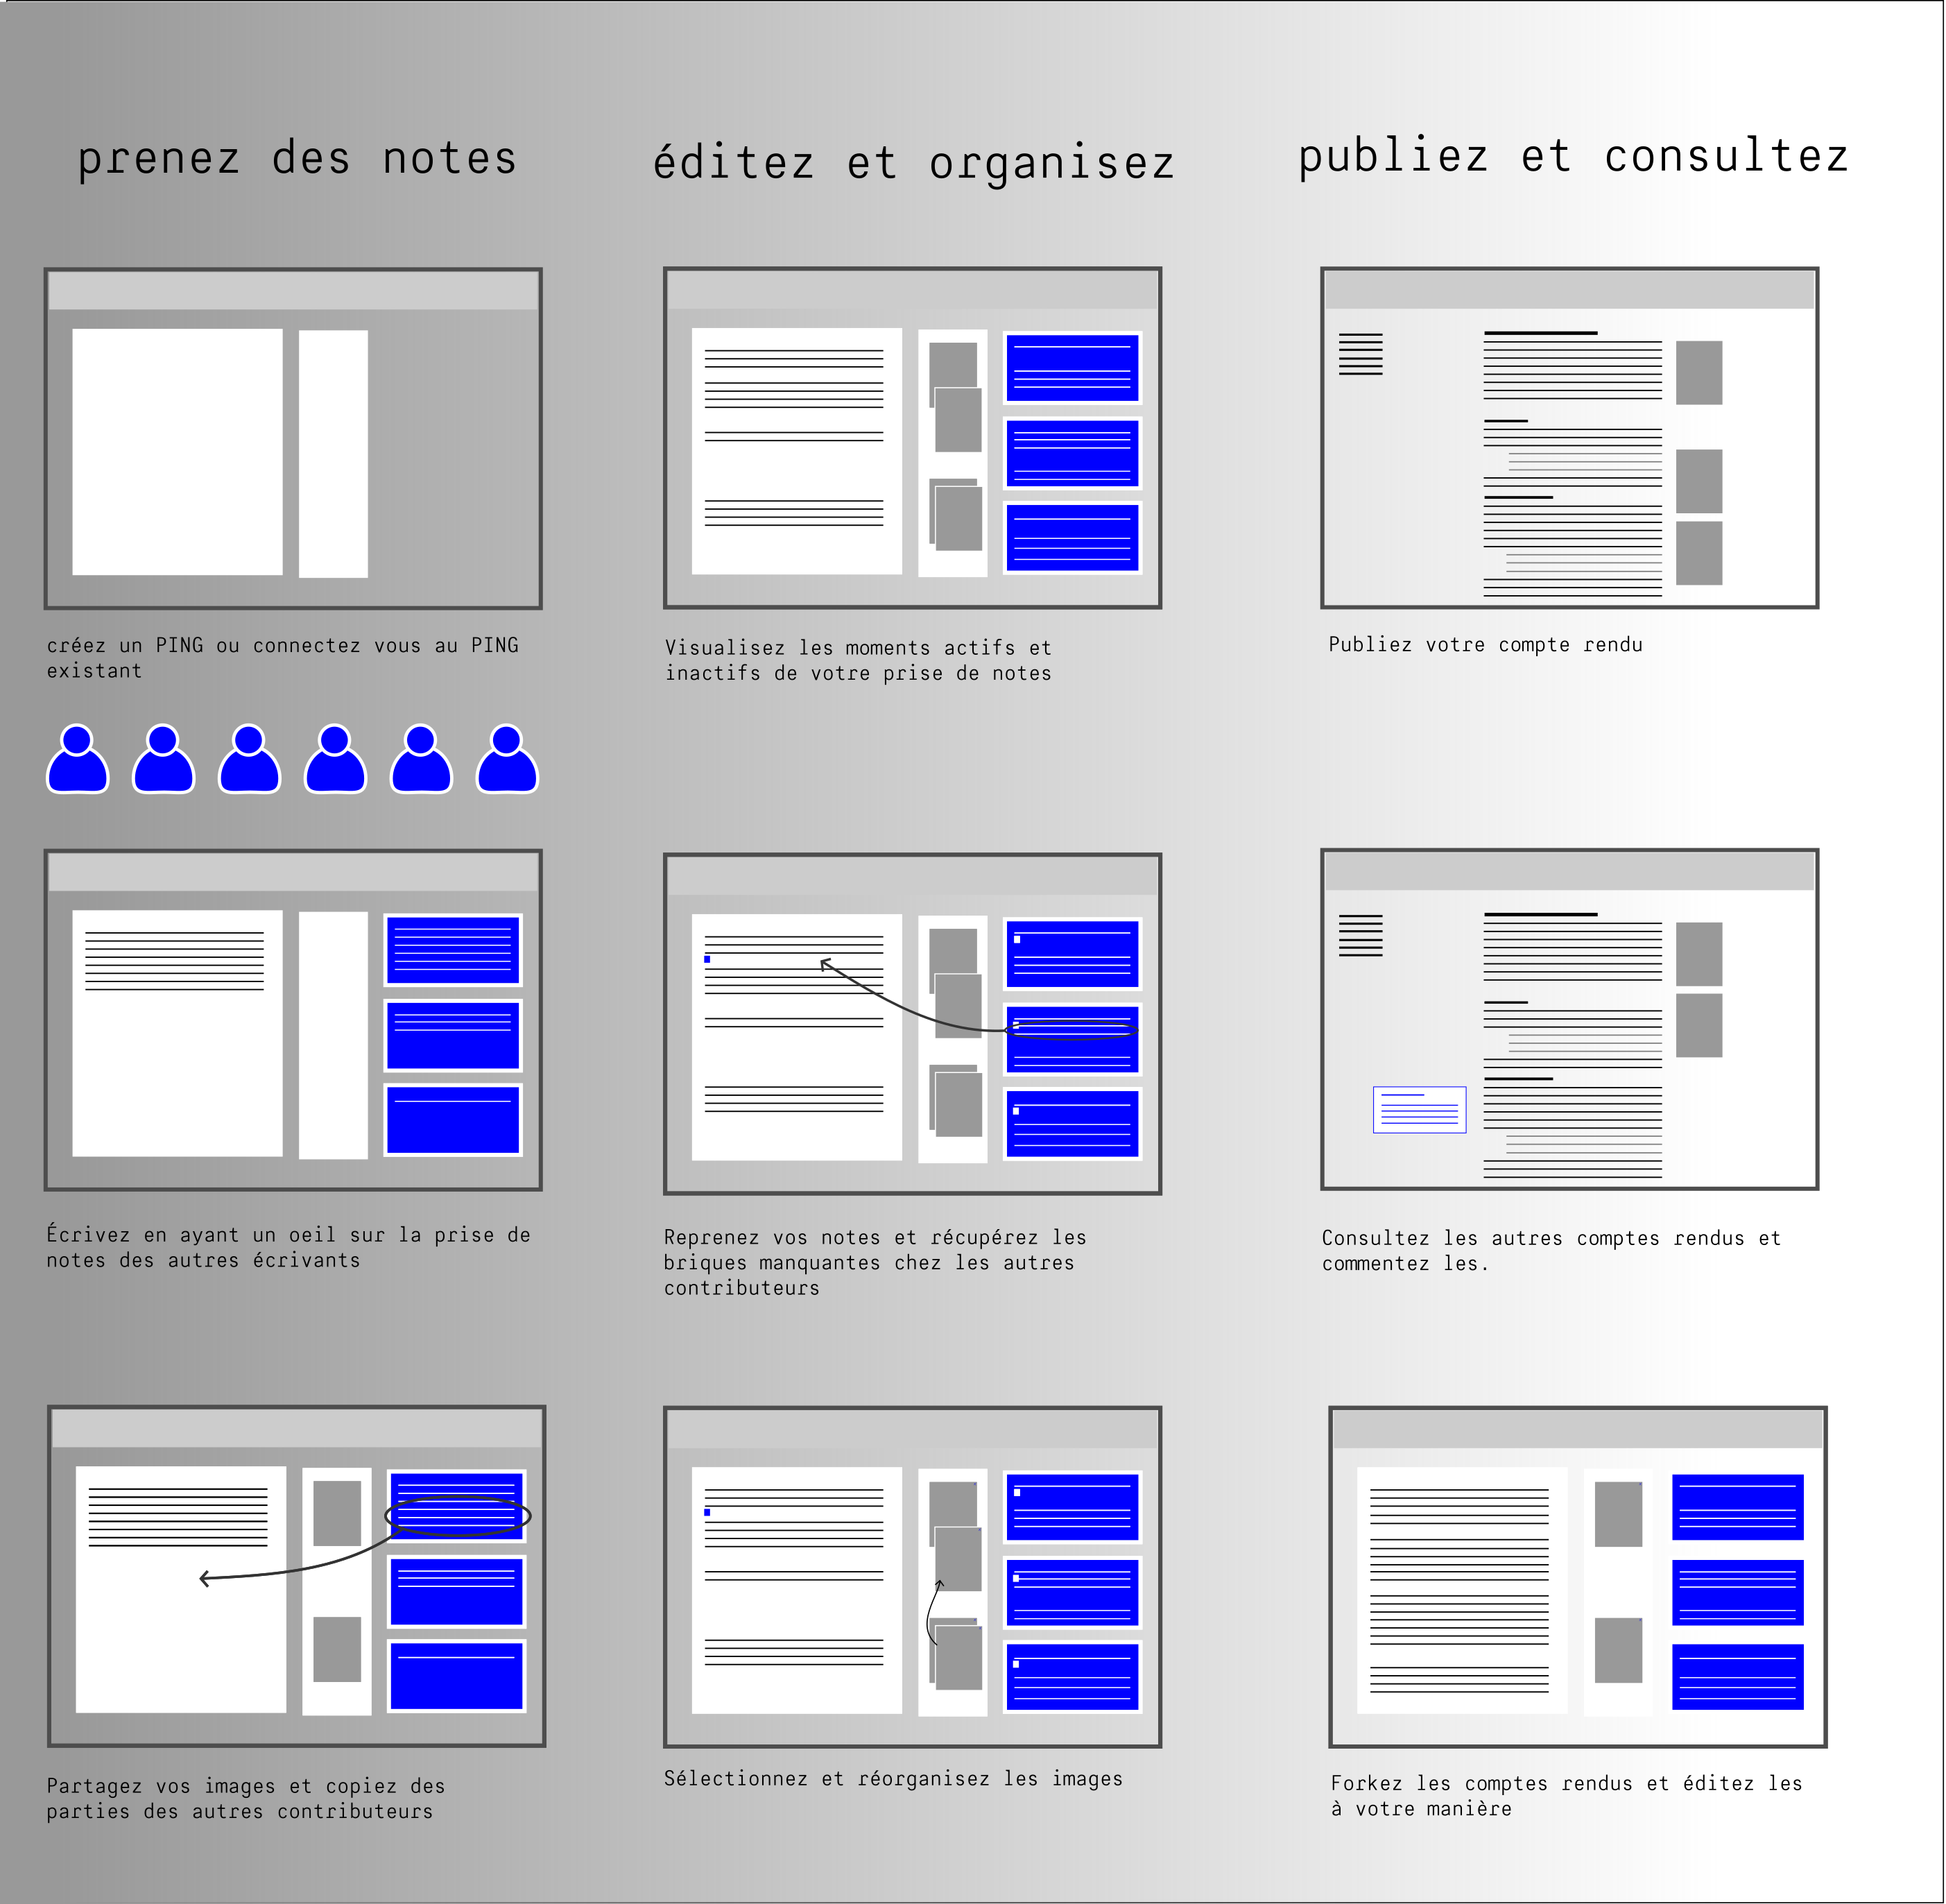 prenez des notes
créez un PING ou connectez vous au PING
existant
Écrivez en ayant un oeil sur la prise de
notes des autres écrivants
Partagez vos images et copiez des
parties des autres contributeurs
éditez et organisez
Visualisez les moments actifs et
inactifs de votre prise de notes
Reprenez vos notes et récupérez les
briques manquantes chez les autres
contributeurs
Sélectionnez et réorganisez les images
publiez et consultez
Publiez votre compte rendu
Consultez les autres comptes rendus et
commentez les.
Forkez les comptes rendus et éditez les
à votre manière